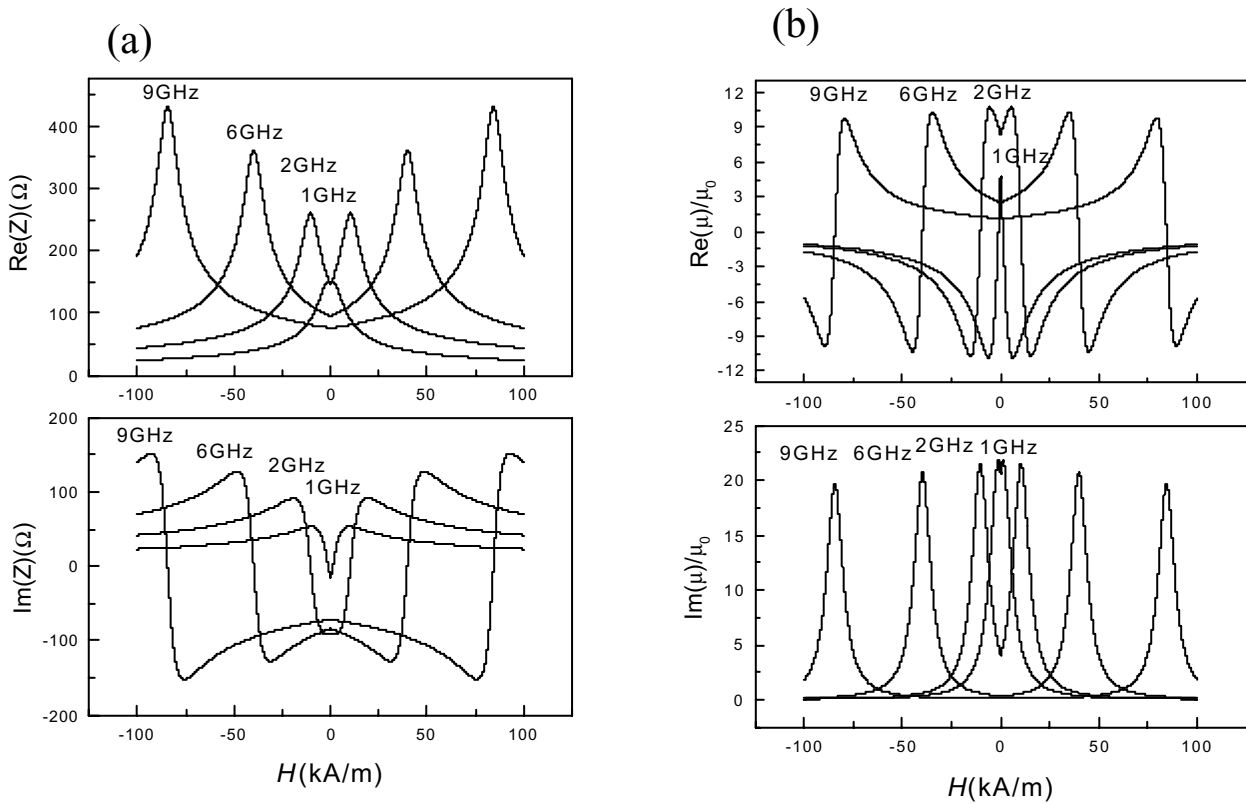 (a)
9GHz
6GHz
2GHz
1GHz
Re(Z)(Ω)
400
300
200
100
0
-100 -50 0 50 100
9GHz
6GHz
2GHz
1GHz
Im(Z)(Ω)
200
100
0
-100
-200
-100 -50 0 50 100
H(kA/m)
(b)
9GHz 6GHz 2GHz
1GHz
Re(μ)/μ0
12
9
6
3
0
-3
-6
-9
-12
-100 -50 0 50 100
9GHz 6GHz 2GHz 1GHz
Im(μ)/μ0
25
20
15
10
5
0
-100 -50 0 50 100
H(kA/m)